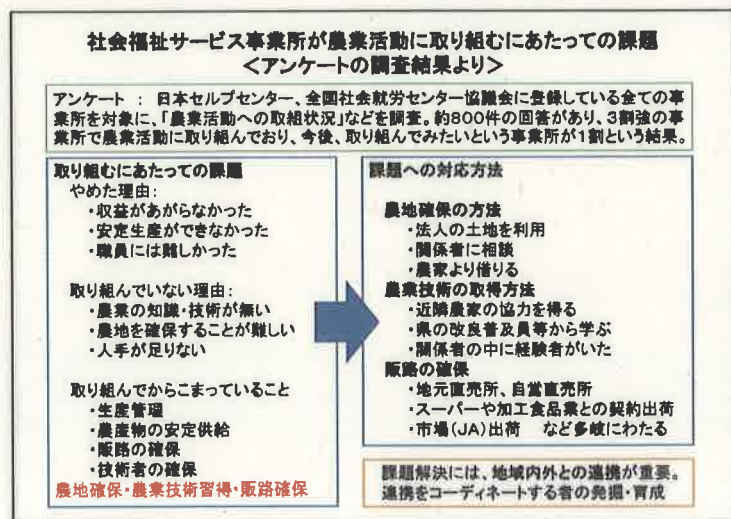 社会福祉サービス事業所が農業活動に取り組むにあたっての課題
＜アンケートの調査結果より＞
アンケート ： 日本セルプセンター、全国社会就労センター協議会に登録している全ての事
業所を対象に、「農業活動への取組状況」などを調査。約800件の回答があり、3割強の事
業所で農業活動に取り組んでおり、今後、取り組んでみたいという事業所が1割という結果。
取り組むにあたっての課題
やめた理由：
・収益があがらなかった
・安定生産ができなかった
・職員には難しかった
取り組んでいない理由：
・農業の知識・技術が無い
・農地を確保することが難しい
・人手が足りない
取り組んでからこまっていること
・生産管理
・農産物の安定供給
・販路の確保
・技術者の確保
農地確保・農業技術習得・販路確保
課題への対応方法
農地確保の方法
・法人の土地を利用
・関係者に相談
・農家より借りる
農業技術の取得方法
・近隣農家の協力を得る
・県の改良普及員等から学ぶ
・関係者の中に経験者がいた
販路の確保
・地元直売所、自営直売所
・スーパーや加工食品業との契約出荷
・市場(JA)出荷 など多岐にわたる
課題解決には、地域内外との連携が重要。
連携をコーディネートする者の発掘・育成